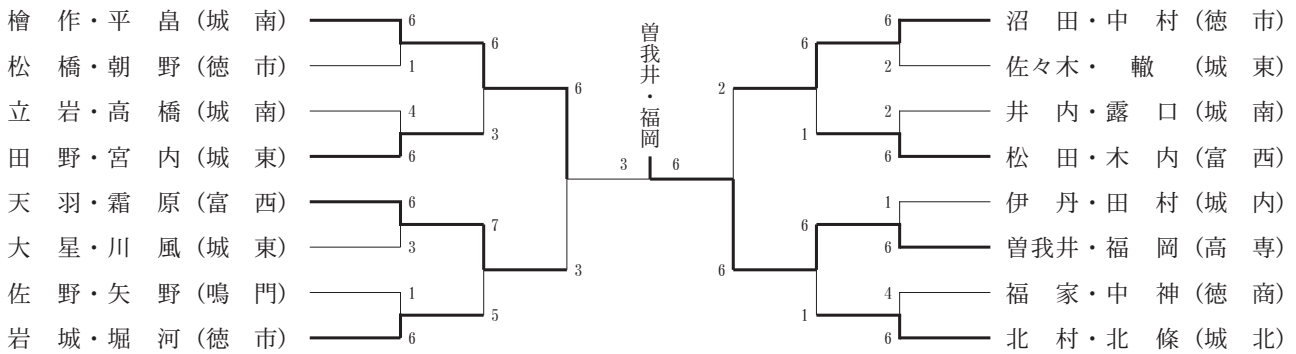 檜　作・平　畠（城　南）
松　橋・朝　野（徳　市）
立　岩・高　橋（城　南）
田　野・宮　内（城　東）
天　羽・霜　原（富　西）
大　星・川　風（城　東）
佐　野・矢　野（鳴　門）
岩　城・堀　河（徳　市）
6
1
4
6
6
3
1
6
6
3
7
5
6
3
3
曽我井・福岡
6
2
6
6
1
6
1
6
2
2
6
1
6
4
6
沼　田・中　村（徳　市）
佐々木・　轍　（城　東）
井　内・露　口（城　南）
松　田・木　内（富　西）
伊　丹・田　村（城　内）
曽我井・福　岡（高　専）
福　家・中　神（徳　商）
北　村・北　條（城　北）